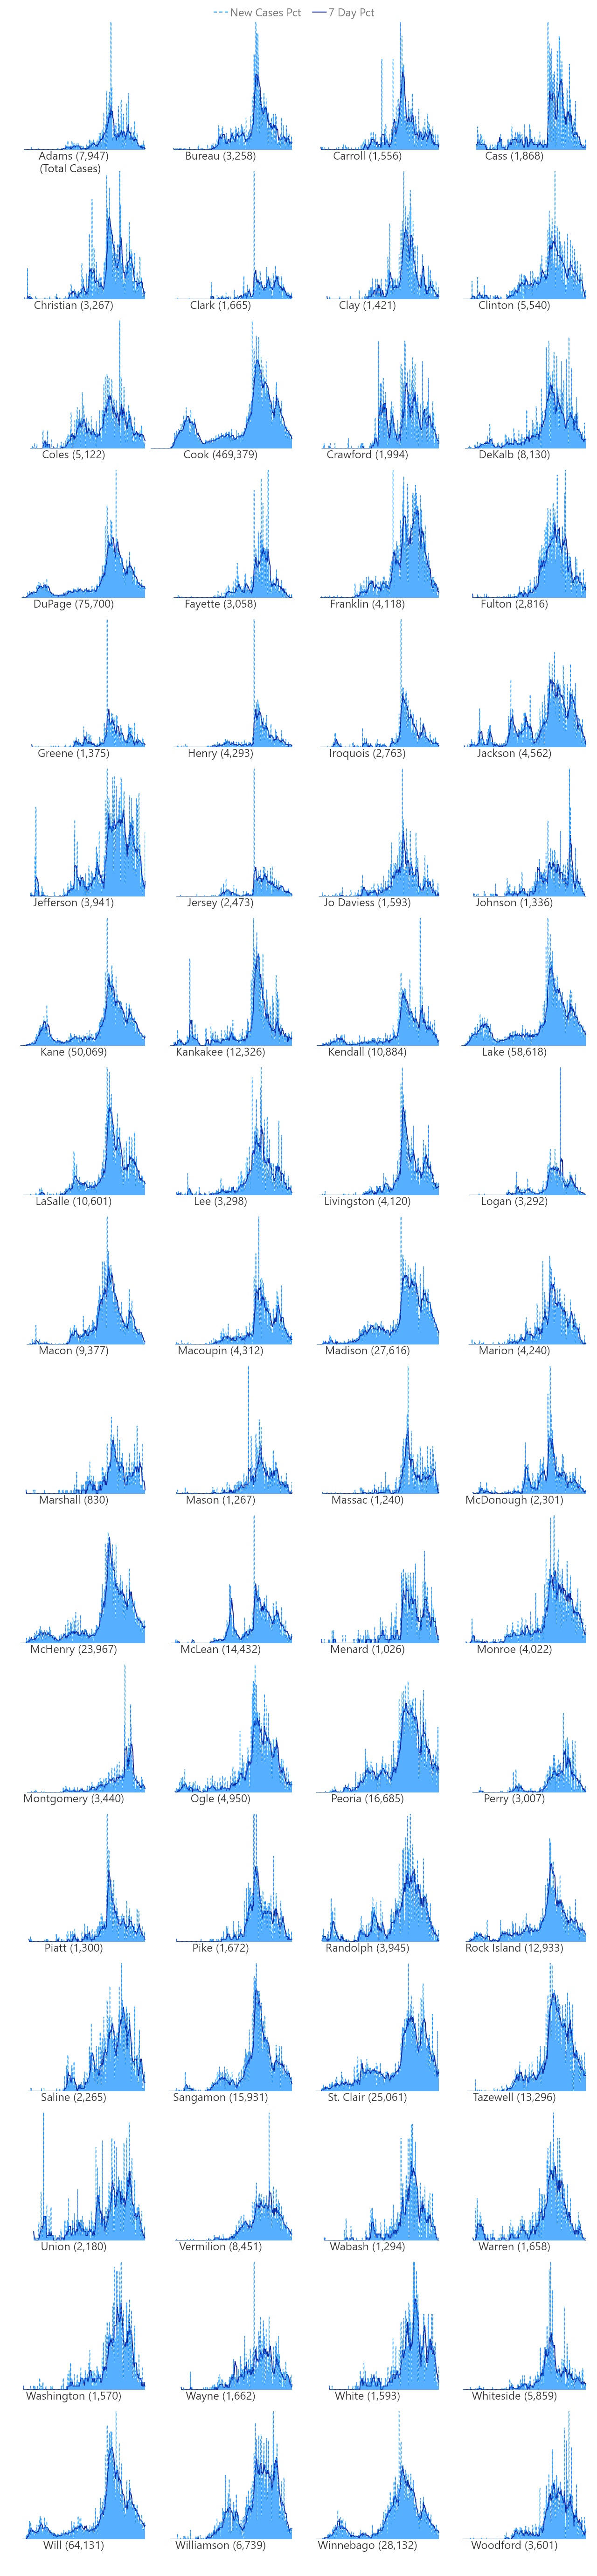 New Cases Pct 7 Day Pct
Adams (7,947) Bureau (3,258) Carroll (1,556) Cass (1,868)
(Total Cases)
Christian (3,267) Clark (1,665) Clay (1,421) Clinton (5,540)
Coles (5,122) Cook (469,379) Crawford (1,994) DeKalb (8,130)
DuPage (75,700) Fayette (3,058) Franklin (4,118) Fulton (2,816)
Greene (1,375) Henry (4,293) Iroquois (2,763) Jackson (4,562)
Jefferson (3,941) Jersey (2,473) Jo Daviess (1,593) Johnson (1,336)
Kane (50,069) Kankakee (12,326) Kendall (10,884) Lake (58,618)
LaSalle (10,601) Lee (3,298) Livingston (4,120) Logan (3,292)
Macon (9,377) Macoupin (4,312) Madison (27,616) Marion (4,240)
Marshall (830) Mason (1,267) Massac (1,240) McDonough (2,301)
McHenry (23,967) McLean (14,432) Menard (1,026) Monroe (4,022)
Montgomery (3,440) Ogle (4,950) Peoria (16,685) Perry (3,007)
Piatt (1,300) Pike (1,672) Randolph (3,945) Rock Island (12,933)
Saline (2,265) Sangamon (15,931) St. Clair (25,061) Tazewell (13,296)
Union (2,180) Vermilion (8,451) Wabash (1,294) Warren (1,658)
Washington (1,570) Wayne (1,662) White (1,593) Whiteside (5,859)
Will (64,131) Williamson (6,739) Winnebago (28,132) Woodford (3,601)